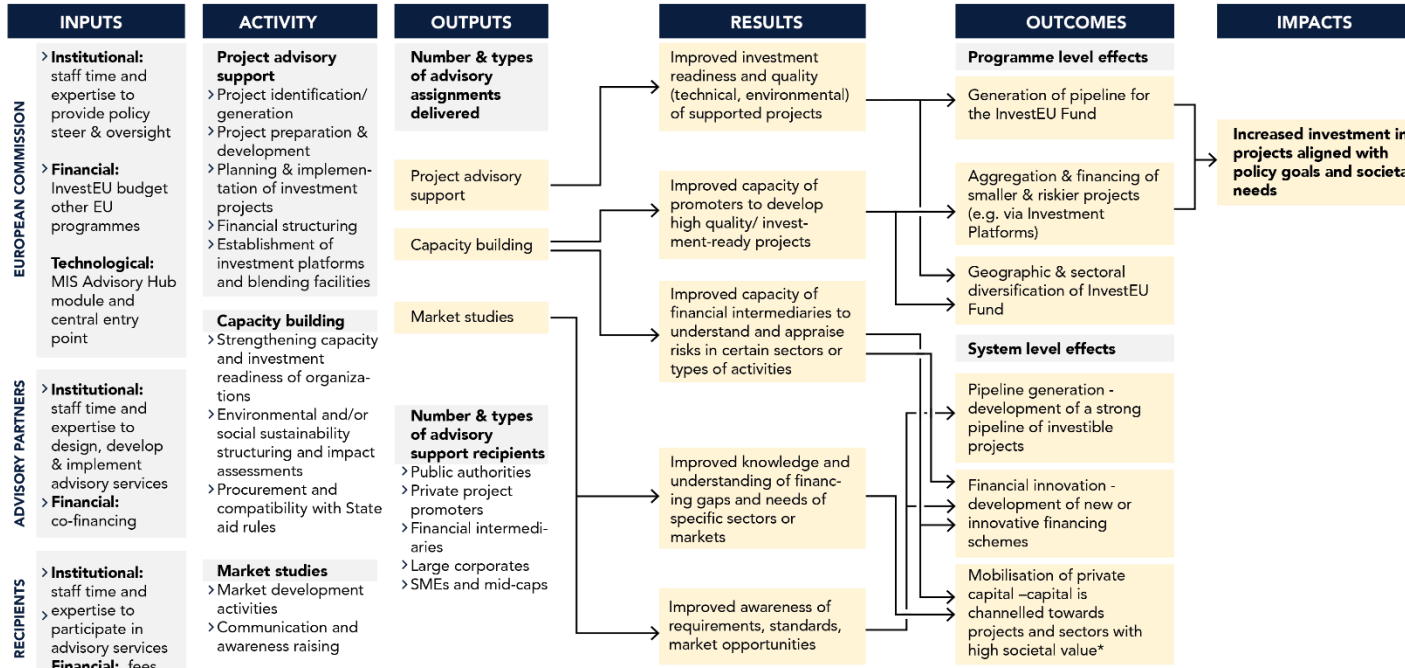 INPUTS
EUROPEAN COMMISSION
Institutional:
staff time and
expertise to
provide policy
steer & oversight
Financial:
InvestEU budget
other EU
programmes
Technological:
MIS Advisory Hub
module and
central entry
point
ADVISORY PARTNERS
Institutional:
staff time and
expertise to
design, develop
& implement
advisory services
Financial:
co-financing
RECIPIENTS
Institutional:
staff time and
expertise to
participate in
advisory services
Financial: fees
ACTIVITY
Project advisory
support
Project identification/
generation
Project preparation &
development
Planning & implemen-
tation of investment
projects
Financial structuring
Establishment of
investment platforms
and blending facilities
Capacity building
Strengthening capacity
and investment
readiness of organiza-
tions
Environmental and/or
social sustainability
structuring and impact
assessments
Procurement and
compatibility with State
aid rules
Market studies
Market development
activities
Communication and
awareness raising
OUTPUTS
Number & types
of advisory
assignments
delivered
Project advisory
support
Capacity building
Market studies
Number & types
of advisory
support recipients
Public authorities
Private project
promoters
Financial intermedi-
aries
Large corporates
SMEs and mid-caps
RESULTS
Improved investment
readiness and quality
(technical, environmental)
of supported projects
Improved capacity of
promoters to develop
high quality/ invest-
ment-ready projects
Improved capacity of
financial intermediaries to
understand and appraise
risks in certain sectors or
types of activities
Improved knowledge and
understanding of financ-
ing gaps and needs of
specific sectors or
markets
Improved awareness of
requirements, standards,
market opportunities
OUTCOMES
Programme level effects
Generation of pipeline for
the InvestEU Fund
Aggregation & financing of
smaller & riskier projects
(e.g. via Investment
Platforms)
Geographic & sectoral
diversification of InvestEU
Fund
System level effects
Pipeline generation -
development of a strong
pipeline of investible
projects
Financial innovation -
development of new or
innovative financing
schemes
Mobilisation of private
capital –capital is
channelled towards
projects and sectors with
high societal value*
IMPACTS
Increased investment in
projects aligned with
policy goals and societa
needs